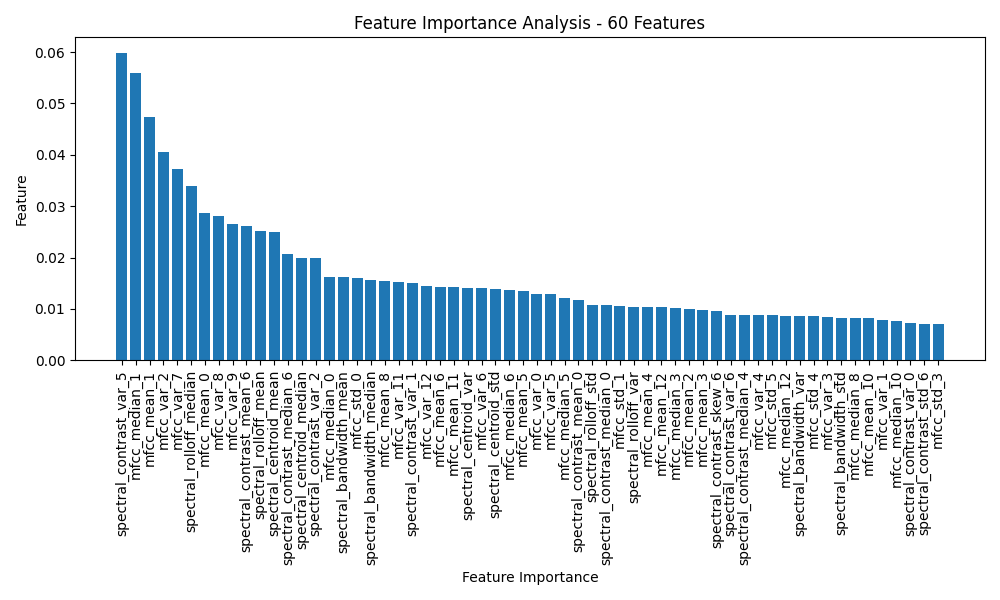 Feature Importance Analysis - 60 Features
0.06
0.05
0.04
0.03
0.02
0.01
0.00
Feature
spectral_contrast_var_5
mfcc_median_1
mfcc_mean_1
mfcc_var_2
mfcc_var_7
spectral_rolloff_median
mfcc_mean_0
mfcc_var_8
mfcc_var_9
spectral_contrast_mean_6
spectral_rolloff_mean
spectral_centroid_mean
spectral_contrast_median_6
spectral_centroid_median
spectral_contrast_var_2
mfcc_median_0
spectral_bandwidth_mean
mfcc_std_0
spectral_bandwidth_median
mfcc_mean_8
mfcc_var_11
spectral_contrast_var_1
mfcc_var_12
mfcc_mean_6
mfcc_mean_11
spectral_centroid_var
mfcc_var_6
spectral_centroid_std
mfcc_median_6
mfcc_mean_5
mfcc_var_0
mfcc_var_5
mfcc_median_5
spectral_contrast_mean_0
spectral_rolloff_std
spectral_contrast_median_0
mfcc_std_1
spectral_rolloff_var
mfcc_mean_4
mfcc_mean_12
mfcc_median_3
mfcc_mean_2
mfcc_mean_3
spectral_contrast_skew_6
spectral_contrast_var_6
spectral_contrast_median_4
mfcc_var_4
mfcc_std_5
mfcc_median_12
spectral_bandwidth_var
mfcc_std_4
mfcc_var_3
spectral_bandwidth_std
mfcc_median_8
mfcc_mean_10
mfcc_var_1
mfcc_median_10
spectral_contrast_var_0
spectral_contrast_std_6
mfcc_std_3
Feature Importance